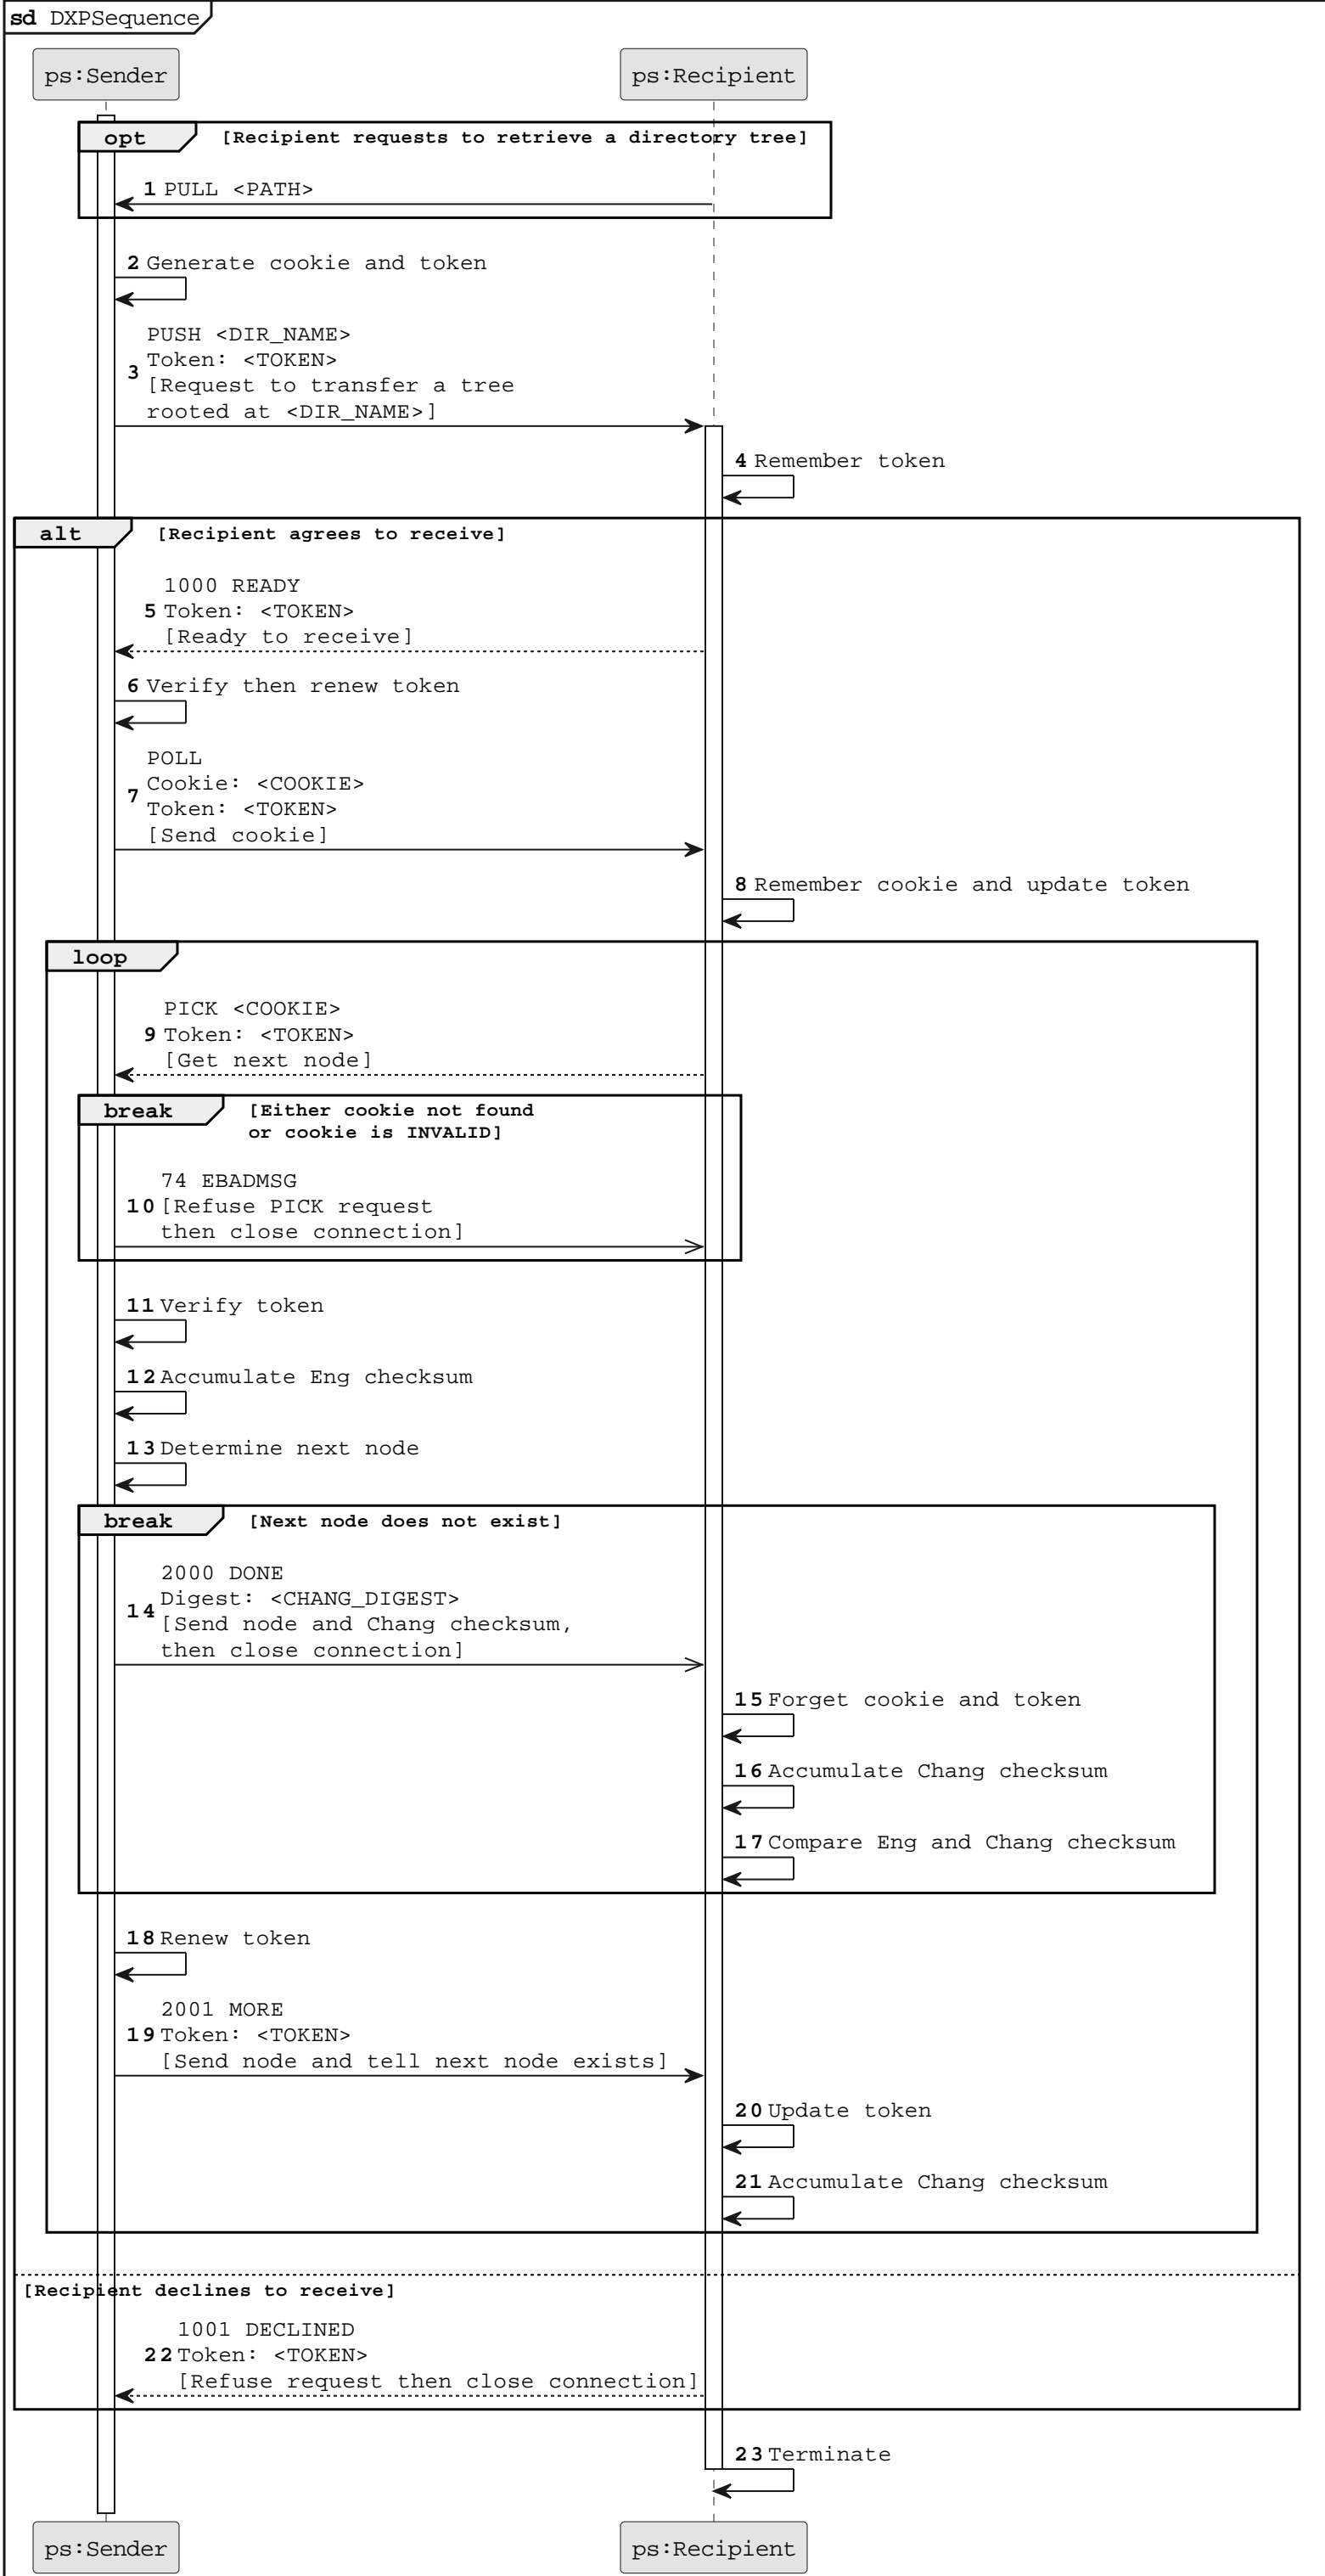 sd DXPSequence
ps:Sender
ps:Recipient
opt [Recipient requests to retrieve a directory tree]
1 PULL <PATH>
2 Generate cookie and token
PUSH <DIR_NAME>
3 Token: <TOKEN>
[Request to transfer a tree
rooted at <DIR_NAME>]
4 Remember token
alt [Recipient agrees to receive]
1000 READY
5 Token: <TOKEN>
[Ready to receive]
6 Verify then renew token
POLL
7 Cookie: <COOKIE>
Token: <TOKEN>
[Send cookie]
8 Remember cookie and update token
loop
PICK <COOKIE>
9 Token: <TOKEN>
[Get next node]
break [Either cookie not found
or cookie is INVALID]
74 EBADMSG
10 [Refuse PICK request
then close connection]
11 Verify token
12 Accumulate Eng checksum
13 Determine next node
break [Next node does not exist]
2000 DONE
14 Digest: <CHANG_DIGEST>
[Send node and Chang checksum,
then close connection]
15 Forget cookie and token
16 Accumulate Chang checksum
17 Compare Eng and Chang checksum
18 Renew token
2001 MORE
19 Token: <TOKEN>
[Send node and tell next node exists]
20 Update token
21 Accumulate Chang checksum
[Recipient declines to receive]
1001 DECLINED
22 Token: <TOKEN>
[Refuse request then close connection]
23 Terminate
ps:Sender
ps:Recipient